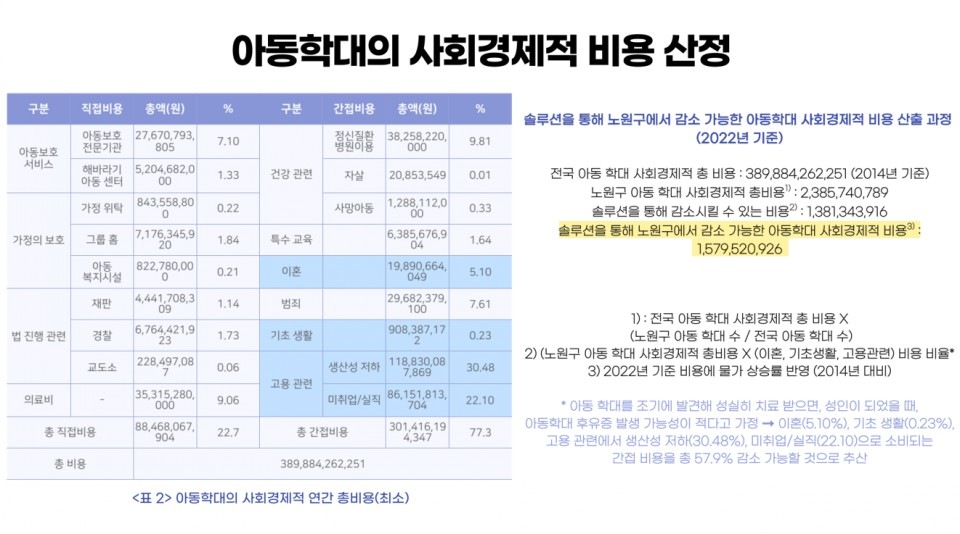 아동학대의 사회경제적 비용 산정
구분 직접비용 총액(원) % 구분 간접비용 총액(원) %
아동보호 서비스 아동보호 전문기관 27,670,793,805 7.10 건강 관련 정신질환 병원이용 38,258,220,000 9.81
해바라기 아동 센터 5,204,682,000 1.33 자살 20,853,549 0.01
가정의 보호 가정 위탁 843,558,800 0.22 사망아동 1,288,112,000 0.33
그룹 홈 7,176,345,920 1.84 특수 교육 6,385,676,904 1.64
아동 복지시설 822,780,000 0.21 이혼 19,890,664,049 5.10
법 진행 관련 재판 4,441,708,309 1.14 범죄 29,682,379,100 7.61
경찰 6,764,421,923 1.73 기초 생활 908,387,172 0.23
교도소 228,497,087 0.06 고용 관련 생산성 저하 118,830,087,869 30.48
의료비 - 35,315,280,000 9.06 미취업/실직 86,151,813,704 22.10
총 직접비용 88,468,067,904 22.7 총 간접비용 301,416,194,347 77.3
총 비용 389,884,262,251
<표 2> 아동학대의 사회경제적 연간 총비용(최소)
솔루션을 통해 노원구에서 감소 가능한 아동학대 사회경제적 비용 산출 과정
(2022년 기준)
전국 아동 학대 사회경제적 총 비용 : 389,884,262,251 (2014년 기준)
노원구 아동 학대 사회경제적 총비용1) : 2,385,740,789
솔루션을 통해 감소시킬 수 있는 비용2) : 1,381,343,916
솔루션을 통해 노원구에서 감소 가능한 아동학대 사회경제적 비용3) :
1,579,520,926
1) : 전국 아동 학대 사회경제적 총 비용 X
(노원구 아동 학대 수 / 전국 아동 학대 수)
2) (노원구 아동 학대 사회경제적 총비용 X (이혼, 기초생활, 고용관련) 비용 비율*
3) 2022년 기준 비용에 물가 상승률 반영 (2014년 대비)
* 아동 학대를 조기에 발견해 성실히 치료 받으면, 성인이 되었을 때,
아동학대 후유증 발생 가능성이 적다고 가정 → 이혼(5.10%), 기초 생활(0.23%),
고용 관련에서 생산성 저하(30.48%), 미취업/실직(22.10)으로 소비되는
간접 비용을 총 57.9% 감소 가능할 것으로 추산